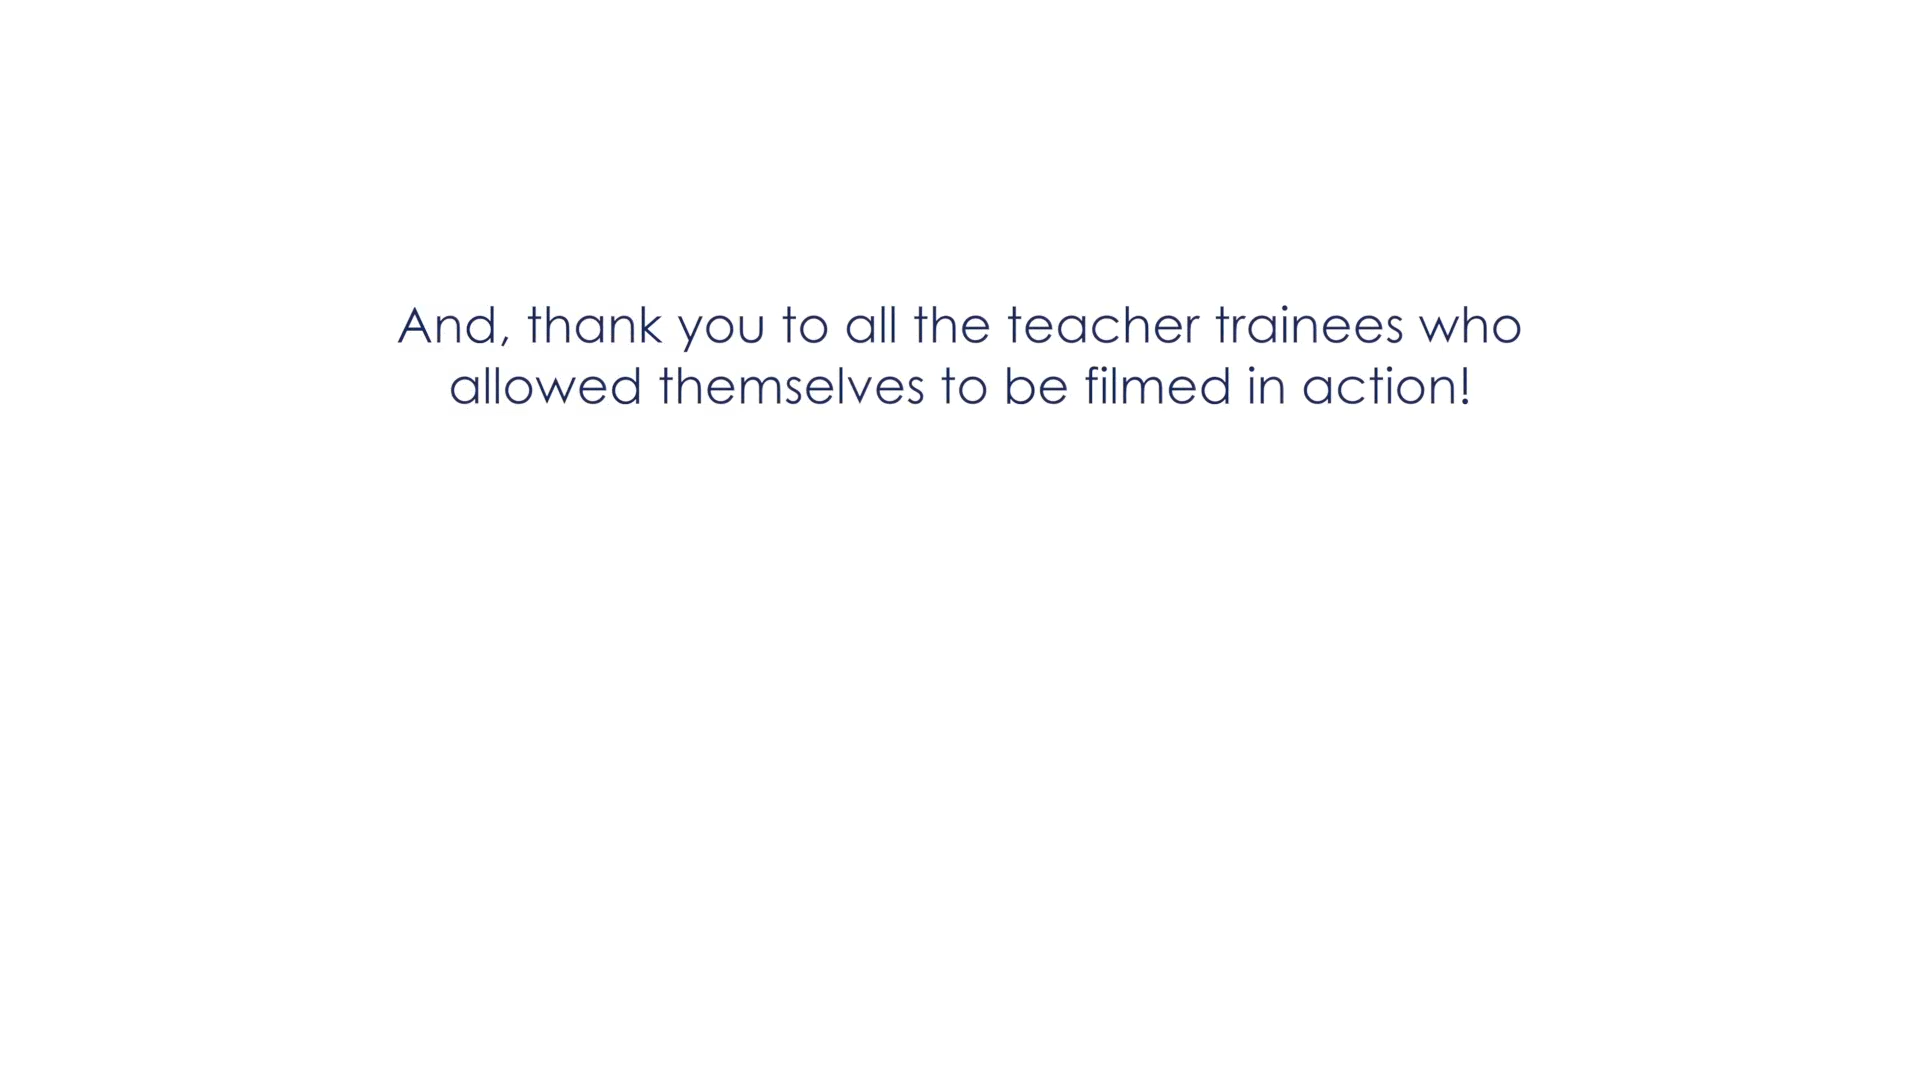 And, thank you to all the teacher trainees who
allowed themselves to be filmed in action!